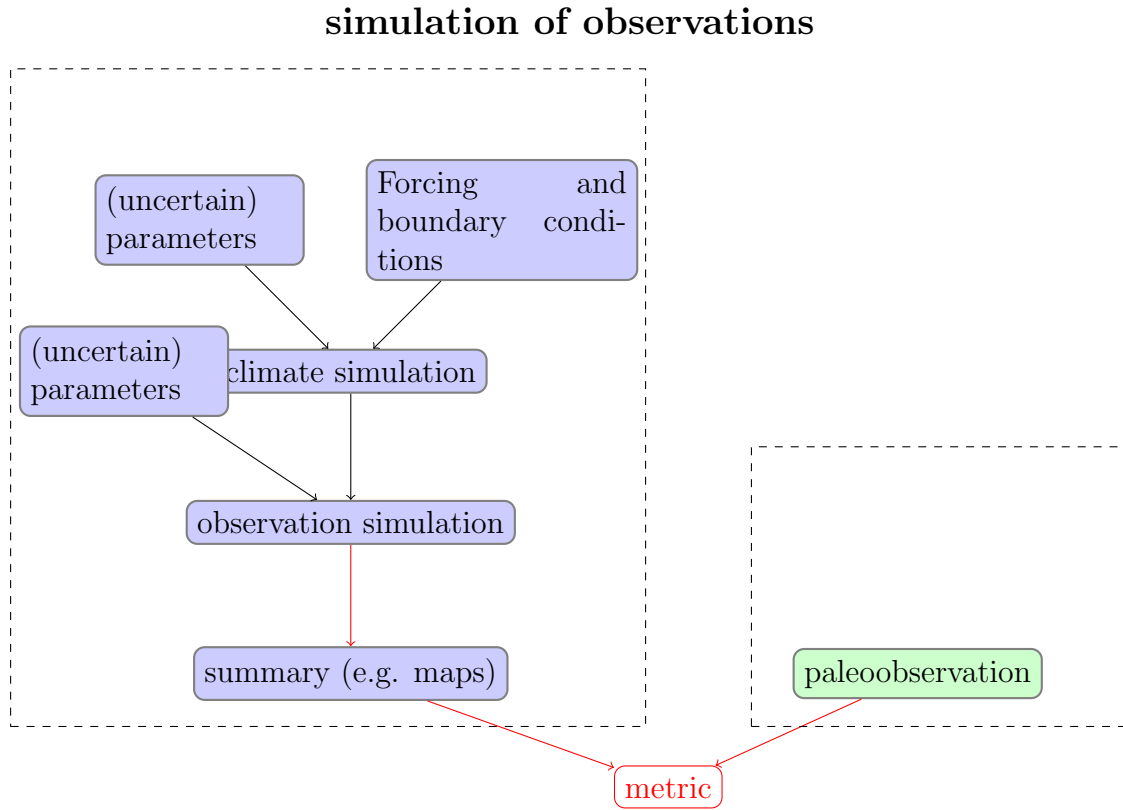 simulation of observations
(uncertain)
parameters
Forcing and
boundary condi-
tions
(uncertain)
parameters
climate simulation
observation simulation
summary (e.g. maps)
paleoobservation
metric